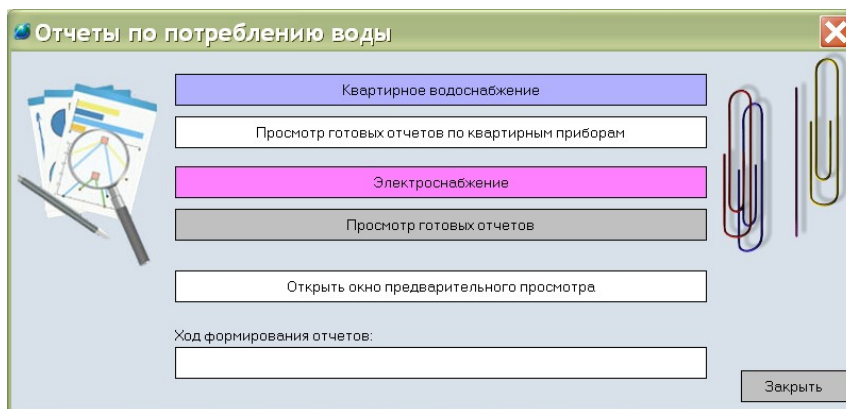 Отчеты по потреблению воды
Квартирное водоснабжение
Просмотр готовых отчетов по квартирным приборам
Электроснабжение
Просмотр готовых отчетов
Открыть окно предварительного просмотра
Ход формирования отчетов:
Закрыть